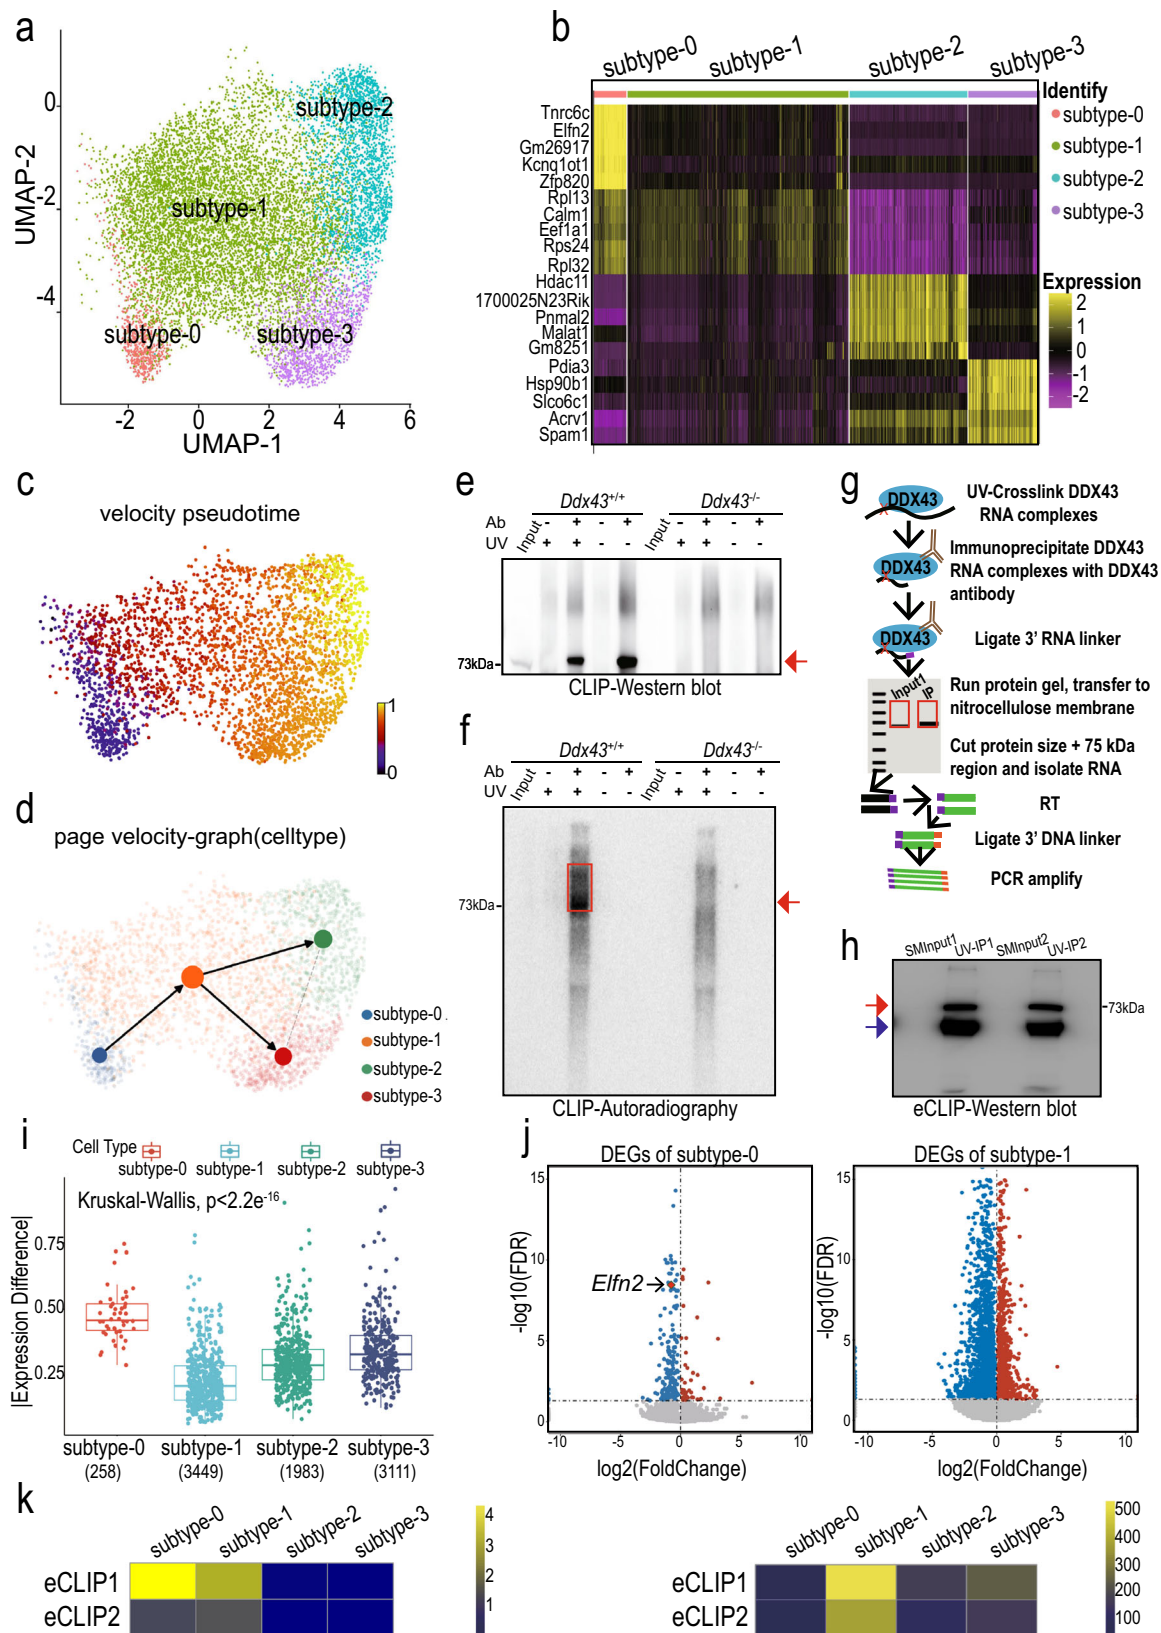 a
UMAP-2
0
-2
-4
subtype-2
subtype-1
subtype-0
subtype-3
-2 0 2 4 6
UMAP-1
b
subtype-0 subtype-1 subtype-2 subtype-3
Tnrc6c
Elfn2
Gm26917
Kcnq1ot1
Zfp820
Rpl13
Calm1
Eef1a1
Rps24
Rpl32
Hdac11
1700025N23Rik
Pnmal2
Malat1
Gm8251
Pdia3
Hsp90b1
Slco6c1
Acrv1
Spam1
Identify
subtype-0
subtype-1
subtype-2
subtype-3
Expression
2
1
0
-1
-2
c
velocity pseudotime
1
0
d
page velocity-graph(celltype)
subtype-0 .
subtype-1
subtype-2
subtype-3
e
Ddx43+/+ Ddx43-/-
Ab Input - + - + Input - + - +
UV + + - - + + - -
73kDa
CLIP-Western blot
f
Ddx43+/+ Ddx43-/-
Ab Input - + - + Input - + - +
UV + + - - + + - -
73kDa
CLIP-Autoradiography
g
DDX43
UV-Crosslink DDX43
RNA complexes
X
DDX43
Immunoprecipitate DDX43
RNA complexes with DDX43
antibody
X
DDX43
Ligate 3' RNA linker
X
Input1 IP
Run protein gel, transfer to
nitrocellulose membrane
Cut protein size + 75 kDa
region and isolate RNA
RT
Ligate 3' DNA linker
PCR amplify
h
SMInput1 UV-IP1 SMInput2 UV-IP2
73kDa
eCLIP-Western blot
i
Cell Type
subtype-0 subtype-1 subtype-2 subtype-3
Kruskal-Wallis, p<2.2e-16
|Expression Difference|
0.75
0.50
0.25
subtype-0 subtype-1 subtype-2 subtype-3
(258) (3449) (1983) (3111)
j
DEGs of subtype-0
-log10(FDR)
15
10
5
0
Elfn2
-10 -5 0 5 10
log2(FoldChange)
DEGs of subtype-1
-log10(FDR)
15
10
5
0
-10 -5 0 5 10
log2(FoldChange)
k
subtype-0 subtype-1 subtype-2 subtype-3
eCLIP1
eCLIP2
4
3
2
1
subtype-0 subtype-1 subtype-2 subtype-3
eCLIP1
eCLIP2
500
400
300
200
100